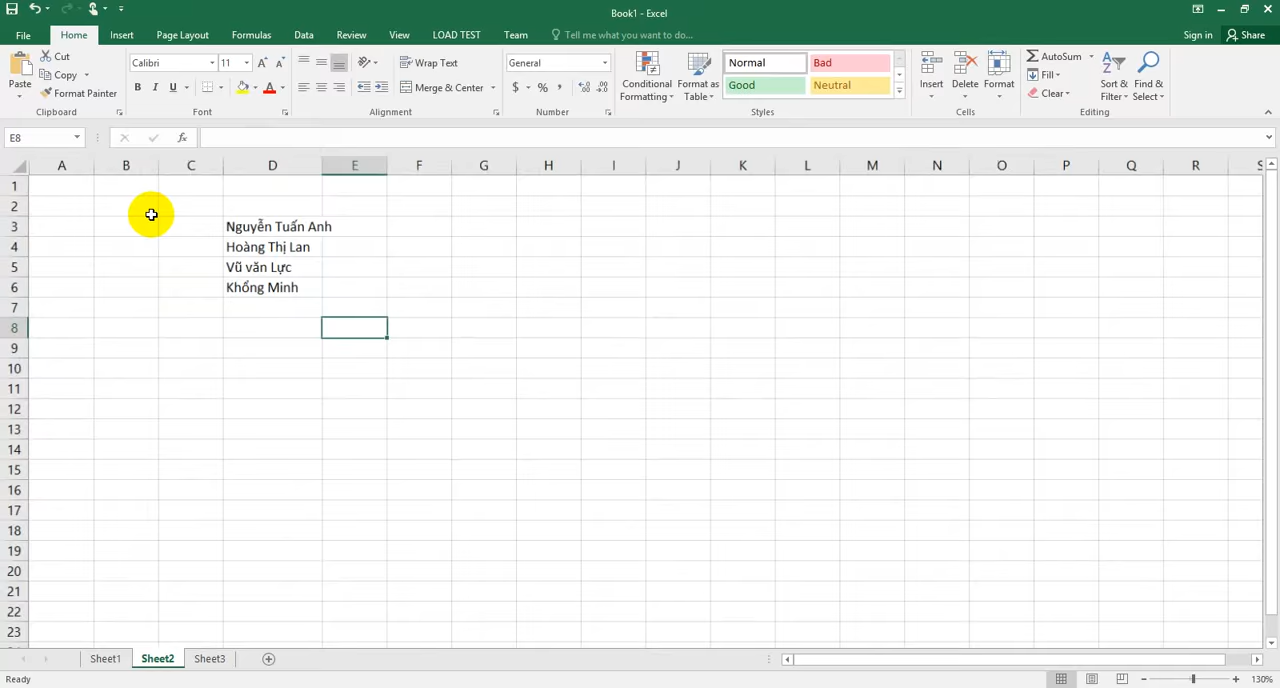 Book1 - Excel
File Home Insert Page Layout Formulas Data Review View LOAD TEST Team Tell me what you want to do... Sign in Share
Paste
Cut
Copy
Format Painter
Clipboard
Calibri 11
B I U
Font
Wrap Text
Merge & Center
Alignment
General
$ % ,
Number
Conditional Formatting
Format as Table
Normal Bad
Good Neutral
Styles
Insert Delete Format
Cells
AutoSum
Fill
Clear
Sort & Filter
Find & Select
Editing
E8 fx
A B C D E F G H I J K L M N O P Q R S
1
2
3 Nguyễn Tuấn Anh
4 Hoàng Thị Lan
5 Vũ văn Lực
6 Khổng Minh
7
8
9
10
11
12
13
14
15
16
17
18
19
20
21
22
23
Sheet1 Sheet2 Sheet3
Ready 130%